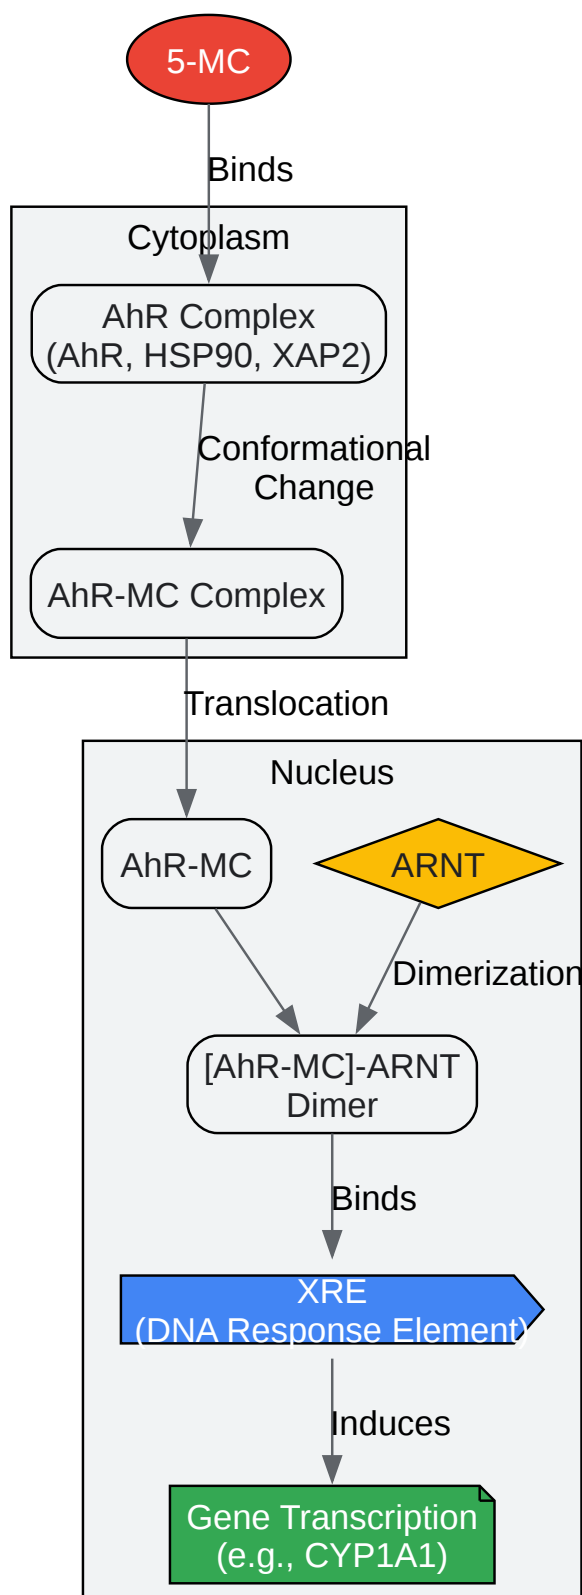 5-MC
Binds
Cytoplasm
AhR Complex
(AhR, HSP90, XAP2)
Conformational
Change
AhR-MC Complex
Translocation
Nucleus
AhR-MC
ARNT
Dimerization
[AhR-MC]-ARNT
Dimer
Binds
XRE
(DNA Response Element)
Induces
Gene Transcription
(e.g., CYP1A1)